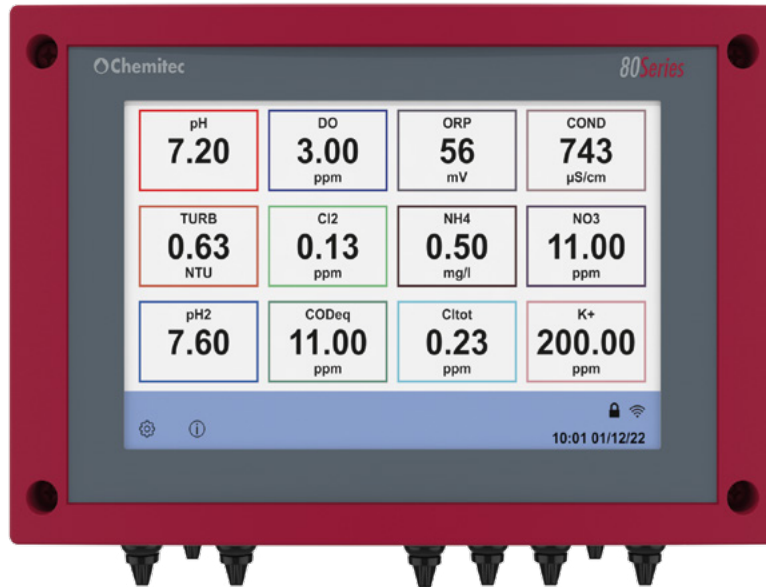 Chemitec
80Series
pH
7.20
DO
3.00
ppm
ORP
56
mV
COND
743
µS/cm
TURB
0.63
NTU
Cl2
0.13
ppm
NH4
0.50
mg/l
NO3
11.00
ppm
pH2
7.60
CODeq
11.00
ppm
Cltot
0.23
ppm
K+
200.00
ppm
10:01 01/12/22